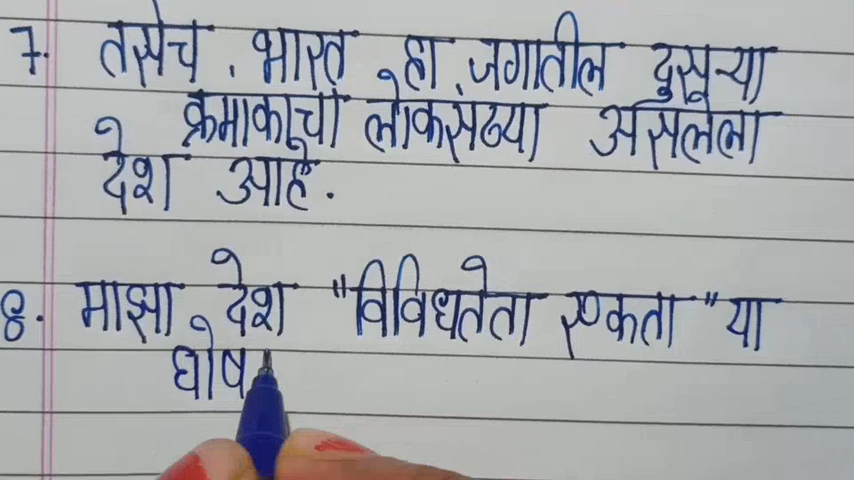 7. तसेच भारत हा जगातील दुसऱ्या
क्रमाकाचा लोकसंख्या असलेला
देश आहे.
8. माझा देश "विविधतेता एकता" या
घोष